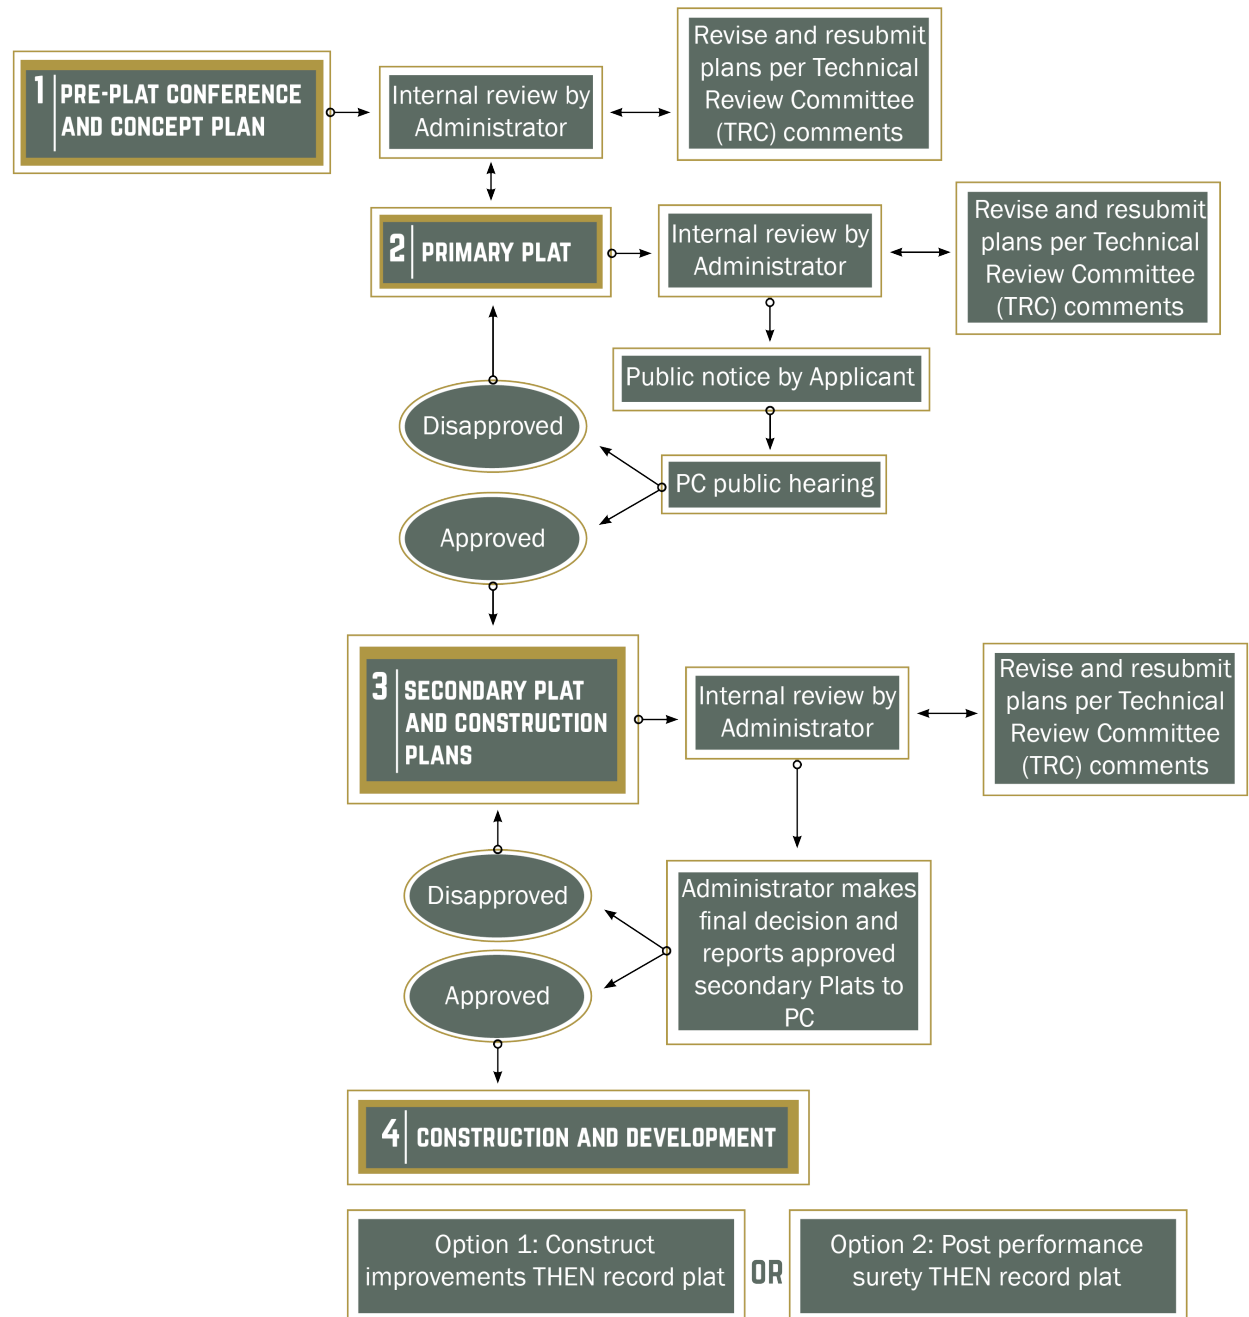 1
PRE-PLAT CONFERENCE
AND CONCEPT PLAN
Internal review by
Administrator
Revise and resubmit
plans per Technical
Review Committee
(TRC) comments
2
PRIMARY PLAT
Internal review by
Administrator
Revise and resubmit
plans per Technical
Review Committee
(TRC) comments
Public notice by Applicant
PC public hearing
Disapproved
Approved
3
SECONDARY PLAT
AND CONSTRUCTION
PLANS
Internal review by
Administrator
Revise and resubmit
plans per Technical
Review Committee
(TRC) comments
Administrator makes
final decision and
reports approved
secondary Plats to
PC
Disapproved
Approved
4
CONSTRUCTION AND DEVELOPMENT
Option 1: Construct
improvements THEN record plat
OR
Option 2: Post performance
surety THEN record plat